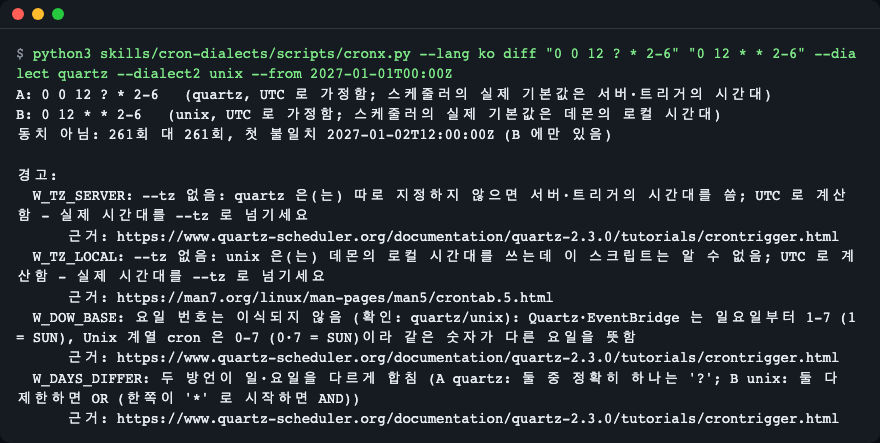 $ python3 skills/cron-dialects/scripts/cronx.py --lang ko diff "0 0 12 ? * 2-6" "0 12 * * 2-6" --dia
lect quartz --dialect2 unix --from 2027-01-01T00:00Z
A: 0 0 12 ? * 2-6   (quartz, UTC 로 가정함; 스케줄러의 실제 기본값은 서버·트리거의 시간대)
B: 0 12 * * 2-6   (unix, UTC 로 가정함; 스케줄러의 실제 기본값은 데몬의 로컬 시간대)
동치 아님: 261회 대 261회, 첫 불일치 2027-01-02T12:00:00Z (B 에만 있음)
경고:
W_TZ_SERVER: --tz 없음: quartz 은(는) 따로 지정하지 않으면 서버·트리거의 시간대를 씀; UTC 로 계산
함 - 실제 시간대를 --tz 로 넘기세요
근거: https://www.quartz-scheduler.org/documentation/quartz-2.3.0/tutorials/crontrigger.html
W_TZ_LOCAL: --tz 없음: unix 은(는) 데몬의 로컬 시간대를 쓰는데 이 스크립트는 알 수 없음; UTC 로 계
산함 - 실제 시간대를 --tz 로 넘기세요
근거: https://man7.org/linux/man-pages/man5/crontab.5.html
W_DOW_BASE: 요일 번호는 이식되지 않음 (확인: quartz/unix): Quartz·EventBridge 는 일요일부터 1-7 (1
= SUN), Unix 계열 cron 은 0-7 (0·7 = SUN)이라 같은 숫자가 다른 요일을 뜻함
근거: https://www.quartz-scheduler.org/documentation/quartz-2.3.0/tutorials/crontrigger.html
W_DAYS_DIFFER: 두 방언이 일·요일을 다르게 합침 (A quartz: 둘 중 정확히 하나는 '?'; B unix: 둘 다
제한하면 OR (한쪽이 '*' 로 시작하면 AND))
근거: https://www.quartz-scheduler.org/documentation/quartz-2.3.0/tutorials/crontrigger.html